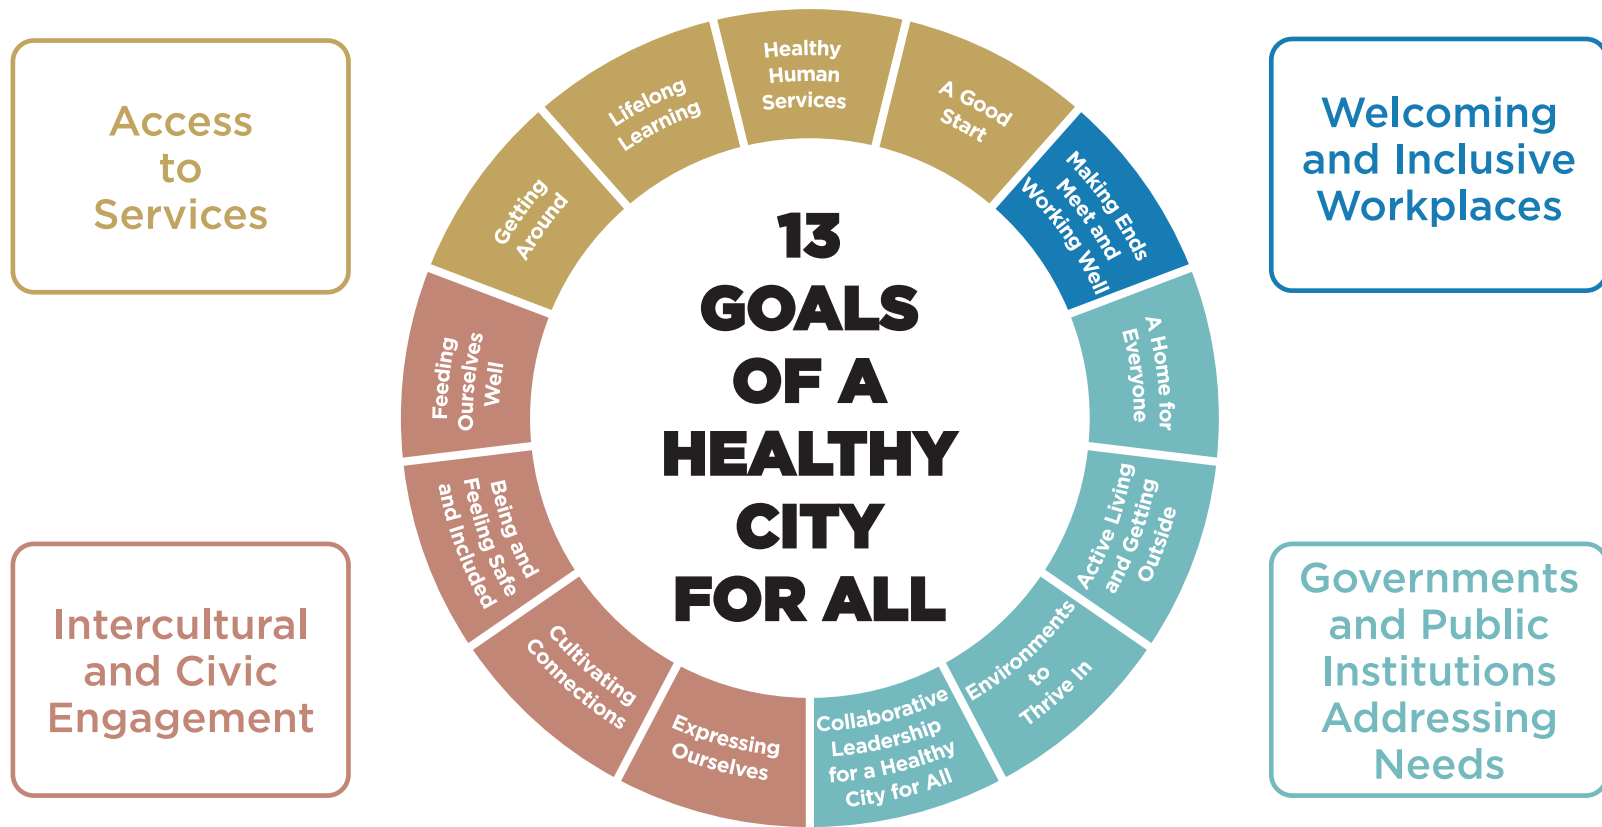 Access
to
Services
Welcoming
and Inclusive
Workplaces
Intercultural
and Civic
Engagement
Governments
and Public
Institutions
Addressing
Needs
13
GOALS
OF A
HEALTHY
CITY
FOR ALL
Healthy
Human
Services
A Good
Start
Making Ends
Meet and
Working Well
A Home for
Everyone
Active Living
and Getting
Outside
Environments
to
Thrive In
Collaborative
Leadership
for a Healthy
City for All
Expressing
Ourselves
Cultivating
Connections
Being and
Feeling Safe
and Included
Feeding
Ourselves
Well
Getting
Around
Lifelong
Learning